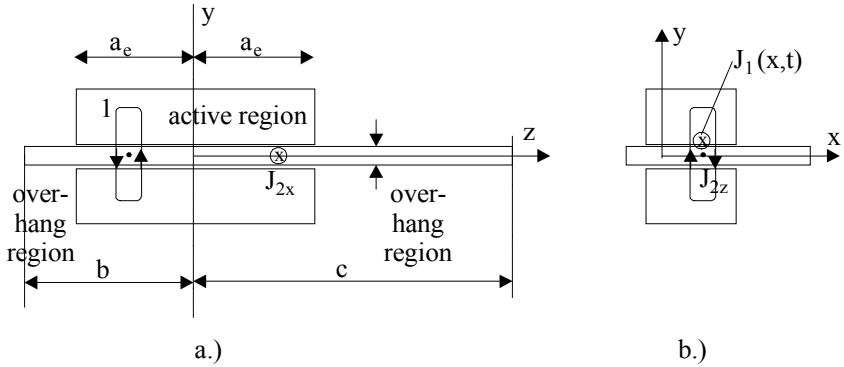 y
a_e a_e
1 active region
z
x
J_2x
over-
hang
region
over-
hang
region
b c
a.)
y
J_1(x,t)
x
x
J_2z
b.)